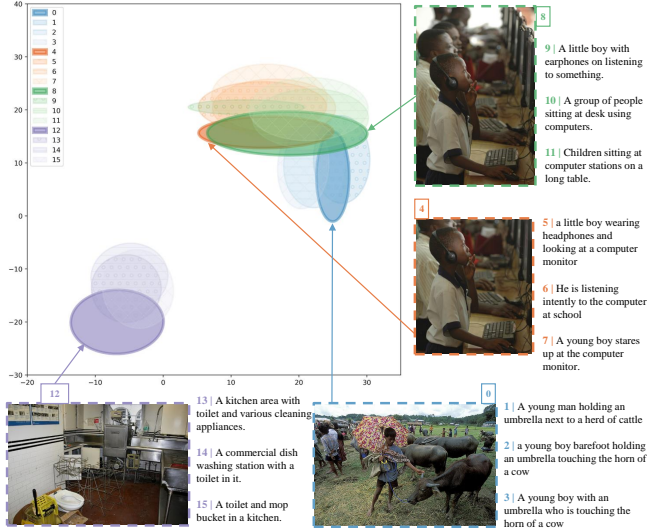 40
30
20
10
0
−10
−20
−30
−20
−10
0
10
20
30
0
1
2
3
4
5
6
7
8
9
10
11
12
13
14
15
8
9 | A little boy with
earphones on listening
to something.
10 | A group of people
sitting at desk using
computers.
11 | Children sitting at
computer stations on a
long table.
4
5 | a little boy wearing
headphones and
looking at a computer
monitor
6 | He is listening
intently to the computer
at school
7 | A young boy stares
up at the computer
monitor.
12
13 | A kitchen area with
toilet and various cleaning
appliances.
14 | A commercial dish
washing station with a
toilet in it.
15 | A toilet and mop
bucket in a kitchen.
0
1 | A young man holding an
umbrella next to a herd of cattle
2 | a young boy barefoot holding
an umbrella touching the horn of
a cow
3 | A young boy with an
umbrella who is touching the
horn of a cow